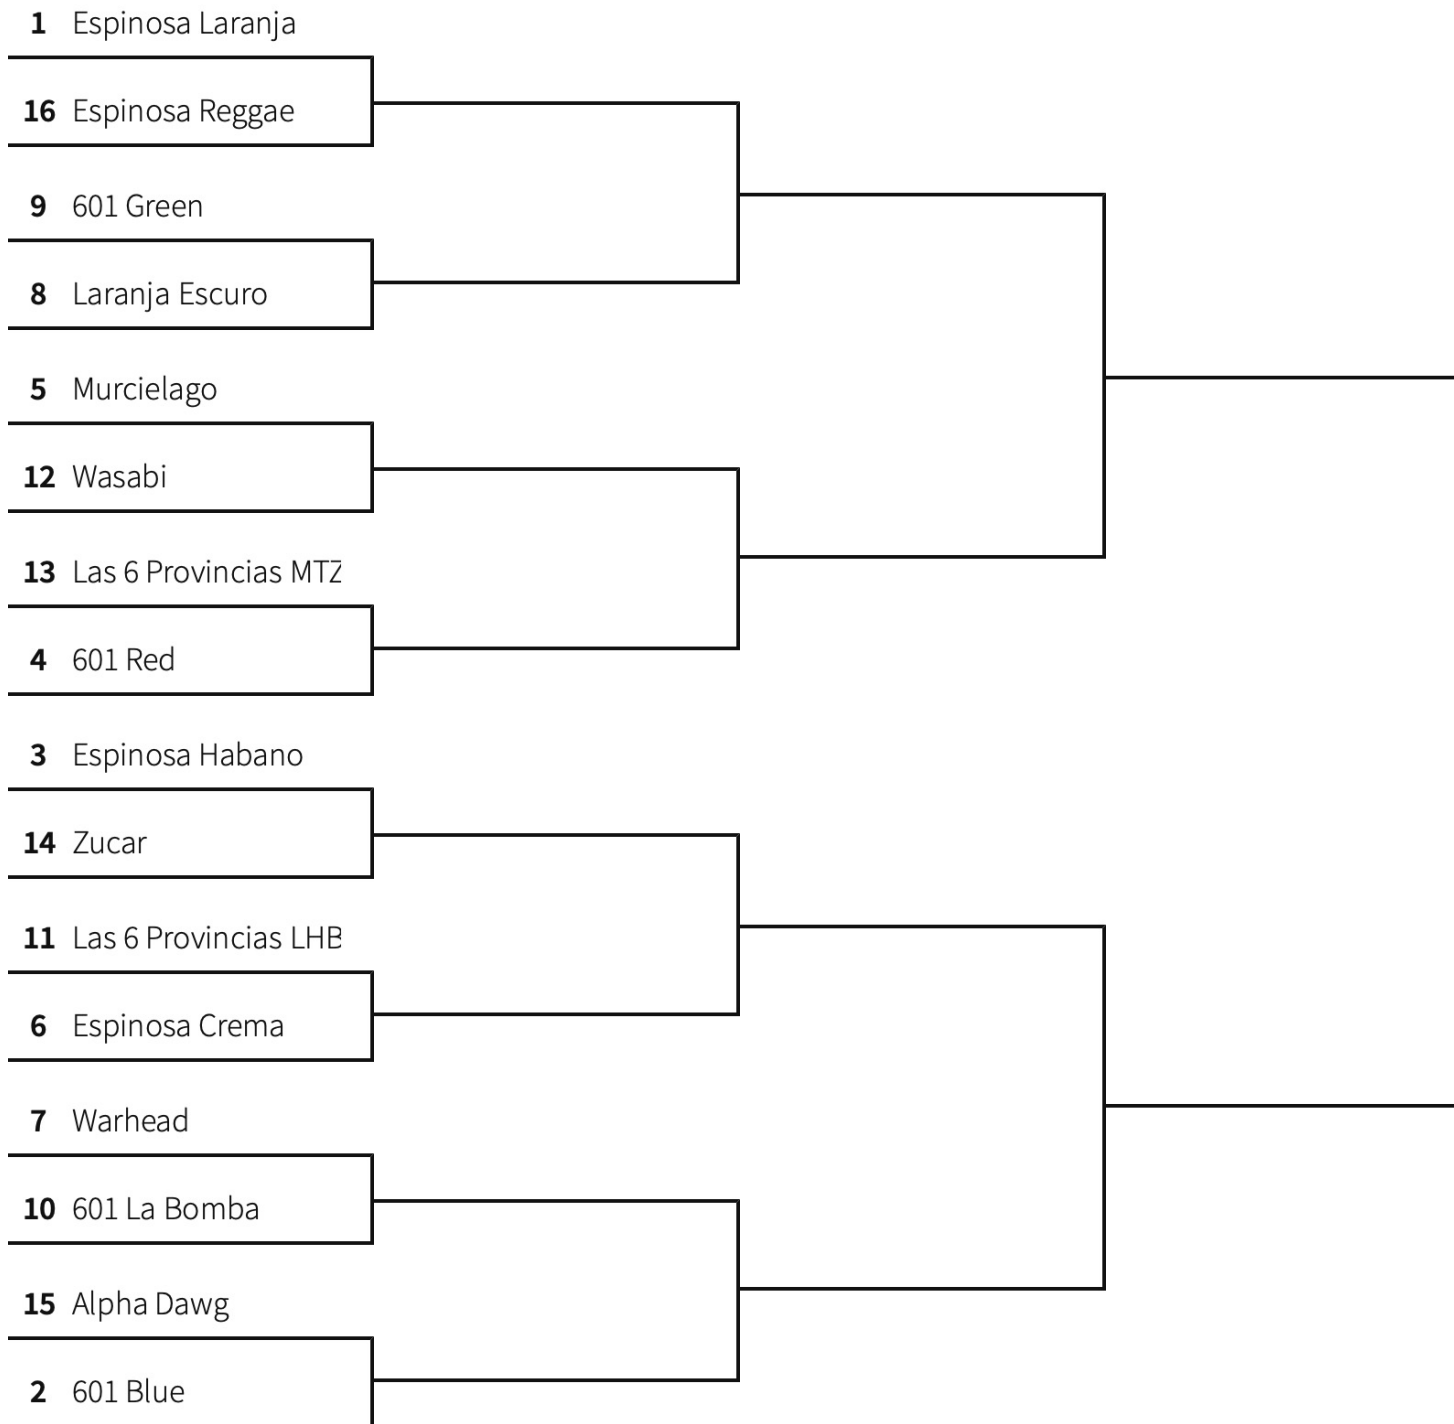 1 Espinosa Laranja
16 Espinosa Reggae
9 601 Green
8 Laranja Escuro
5 Murcielago
12 Wasabi
13 Las 6 Provincias MTZ
4 601 Red
3 Espinosa Habano
14 Zucar
11 Las 6 Provincias LHB
6 Espinosa Crema
7 Warhead
10 601 La Bomba
15 Alpha Dawg
2 601 Blue